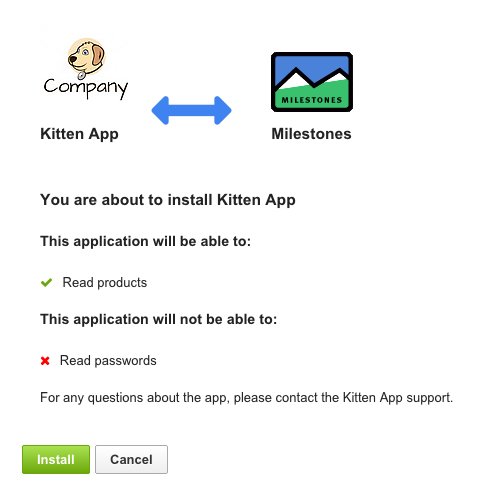 Company
MILESTONES
Kitten App
Milestones
You are about to install Kitten App
This application will be able to:
Read products
This application will not be able to:
Read passwords
For any questions about the app, please contact the Kitten App support.
Install
Cancel